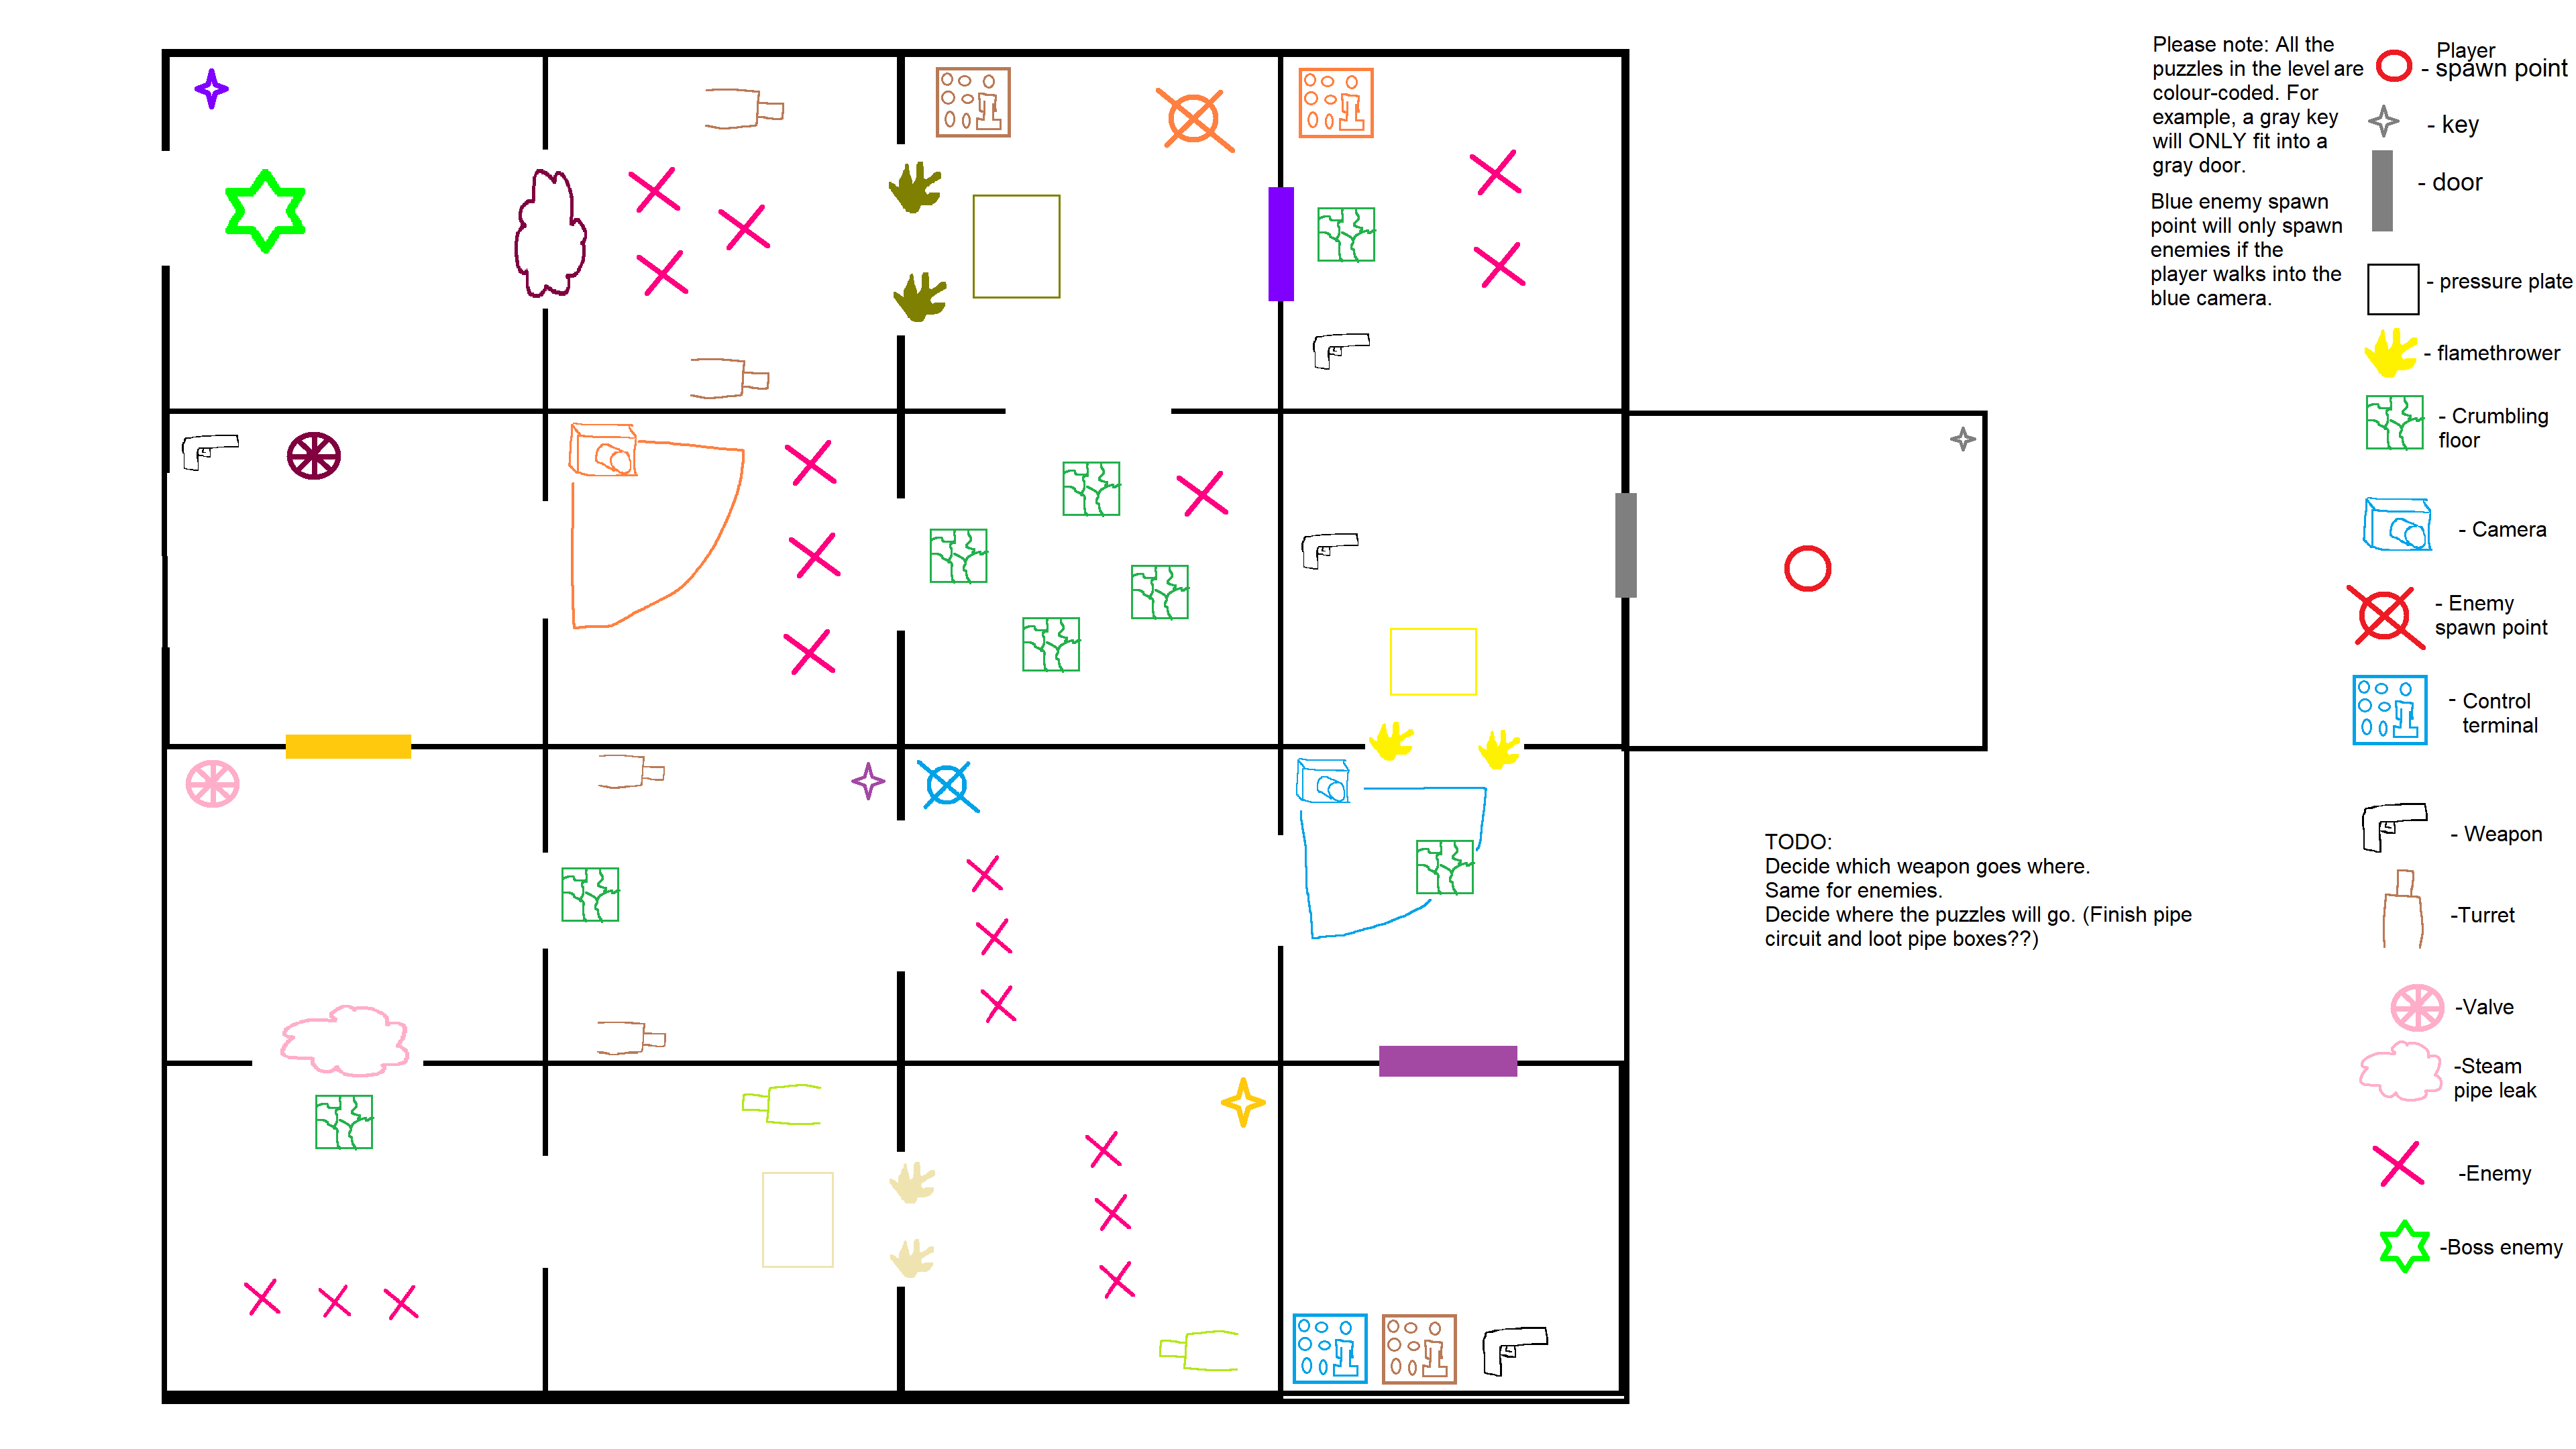 Please note: All the
puzzles in the level are
colour-coded. For
example, a gray key
will ONLY fit into a
gray door.
Blue enemy spawn
point will only spawn
enemies if the
player walks into the
blue camera.
Player
- spawn point
- key
- door
- pressure plate
- flamethrower
- Crumbling
floor
- Camera
- Enemy
spawn point
- Control
terminal
- Weapon
-Turret
-Valve
-Steam
pipe leak
-Enemy
-Boss enemy
TODO:
Decide which weapon goes where.
Same for enemies.
Decide where the puzzles will go. (Finish pipe
circuit and loot pipe boxes??)